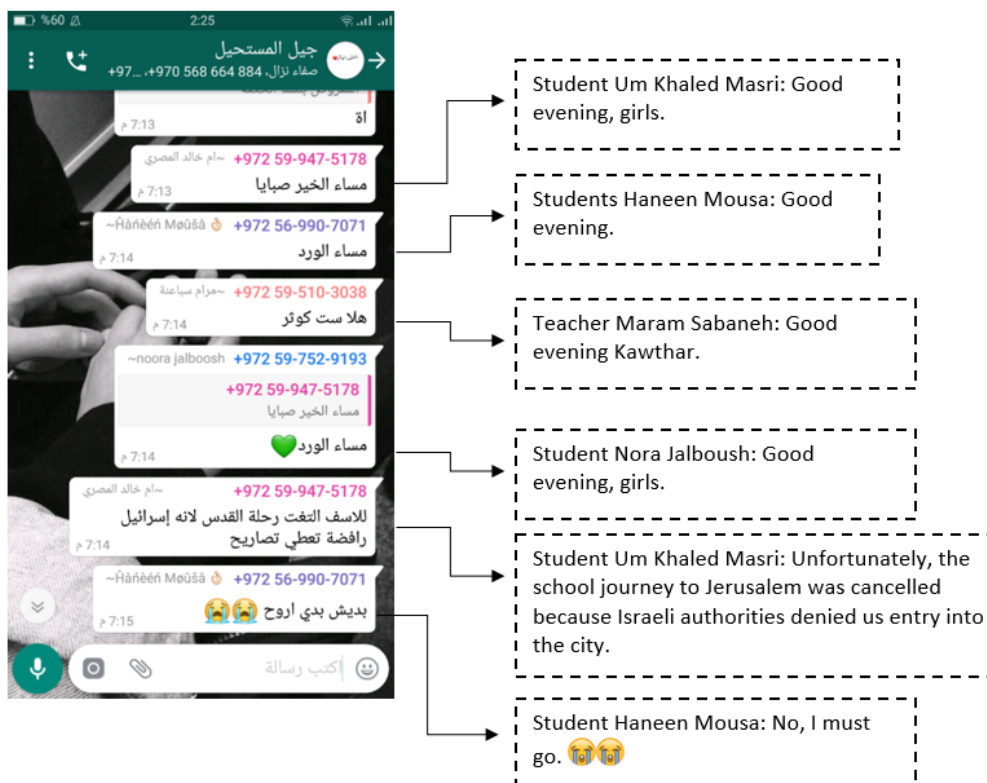 %60 2:25
جيل المستحيل
صفاء نزال، 884 664 568 970+، ...97+
المفروض بلشنا الحلقة
اة
7:13 م
+972 59-947-5178 ~ام خالد المصري
مساء الخير صبايا
7:13 م
+972 56-990-7071 👌🏻 ~Ĥàńèéń Møûšâ
مساء الورد
7:14 م
+972 59-510-3038 ~مرام سباعنة
هلا ست كوثر
7:14 م
~noora jalboosh +972 59-752-9193
+972 59-947-5178
مساء الخير صبايا
مساء الورد💚
7:14 م
+972 59-947-5178 ~ام خالد المصري
للاسف التغت رحلة القدس لانه إسرائيل
رافضة تعطي تصاريح
7:14 م
+972 56-990-7071 👌🏻 ~Ĥàńèéń Møûšâ
بديش بدي اروح 😭😭
7:15 م
اكتب رسالة
Student Um Khaled Masri: Good
evening, girls.
Students Haneen Mousa: Good
evening.
Teacher Maram Sabaneh: Good
evening Kawthar.
Student Nora Jalboush: Good
evening, girls.
Student Um Khaled Masri: Unfortunately, the
school journey to Jerusalem was cancelled
because Israeli authorities denied us entry into
the city.
Student Haneen Mousa: No, I must
go. 😭😭